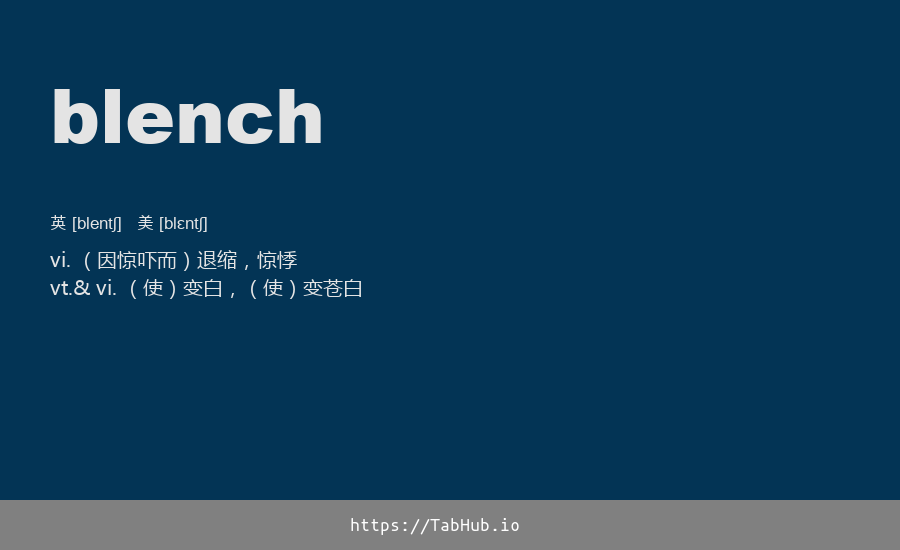 blench
英 [blentʃ] 美 [blɛntʃ]
vi. （因惊吓而）退缩，惊悸
vt.& vi. （使）变白，（使）变苍白
https://TabHub.io